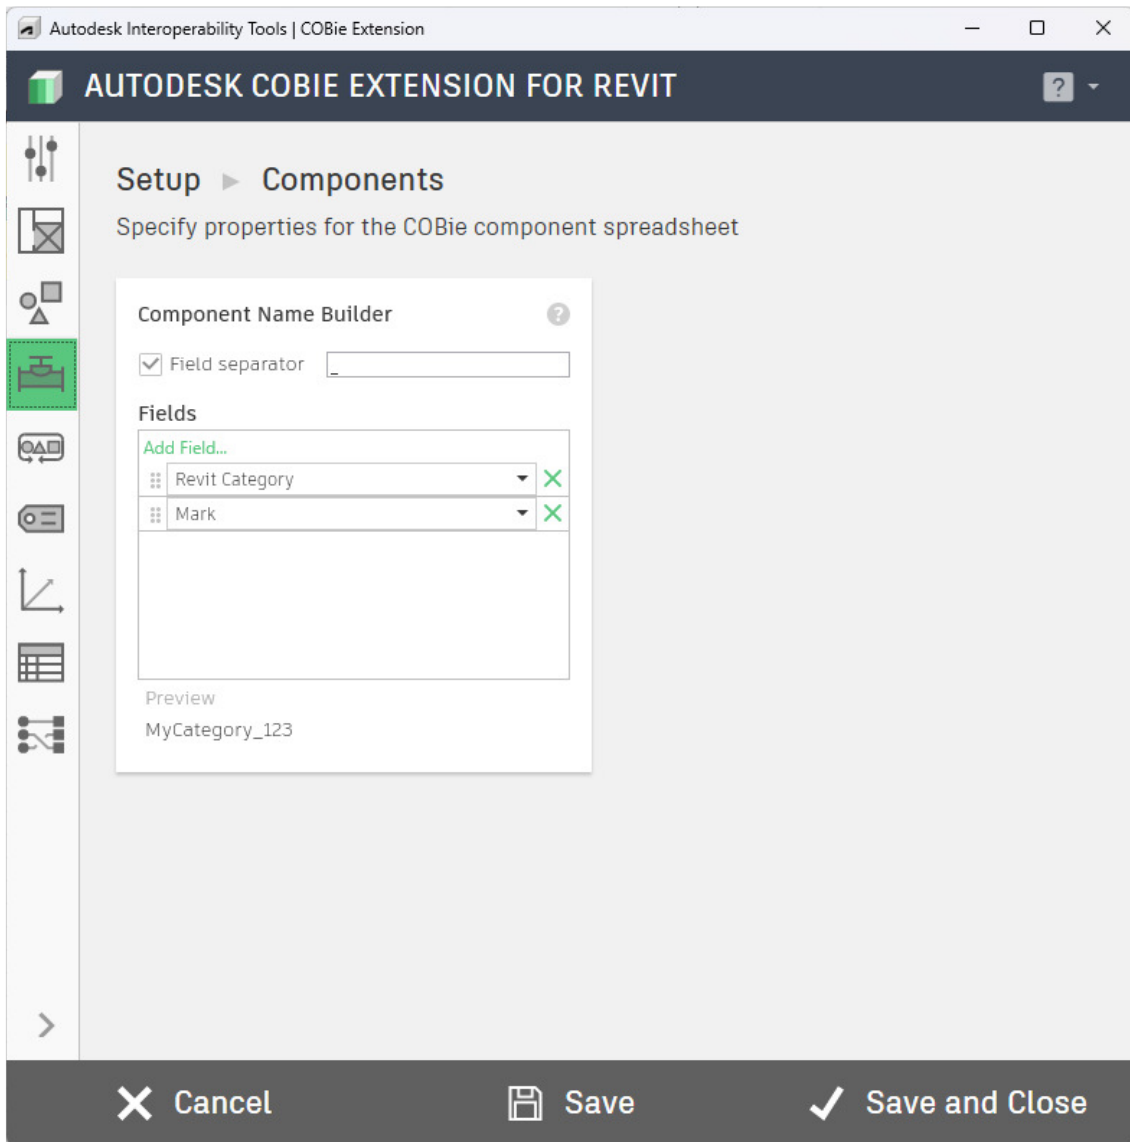 Autodesk Interoperability Tools | COBie Extension
AUTODESK COBIE EXTENSION FOR REVIT
?
Setup ▶ Components
Specify properties for the COBie component spreadsheet
Component Name Builder ?
Field separator _
Fields
Add Field...
Revit Category
Mark
Preview
MyCategory_123
Cancel Save Save and Close